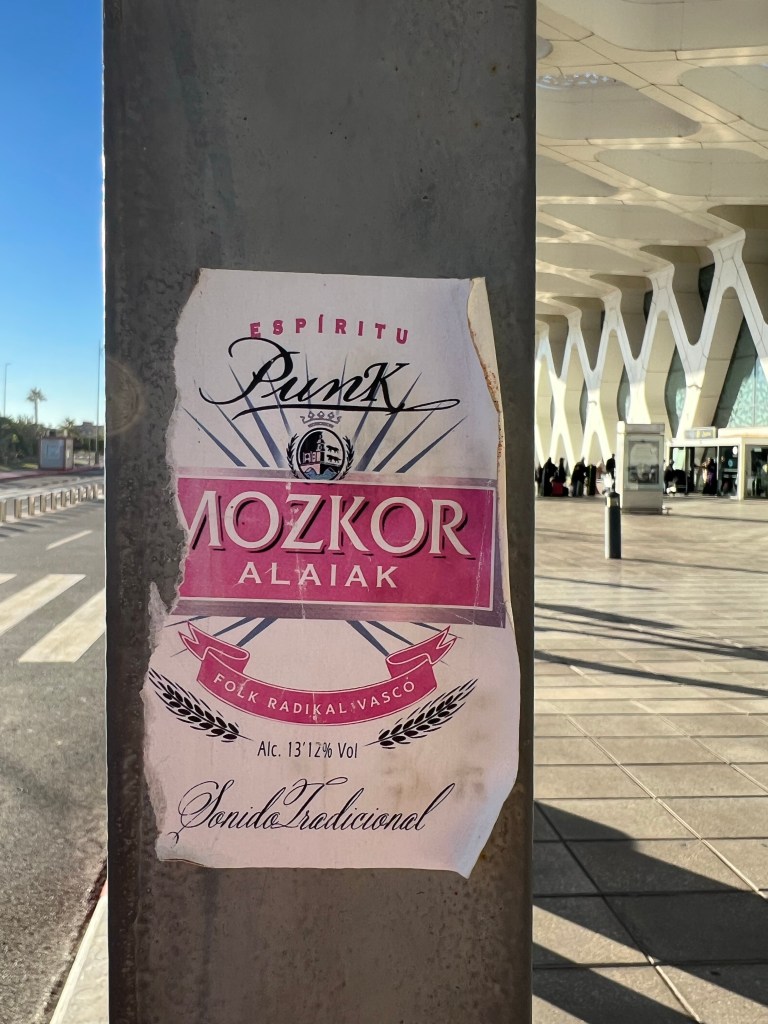 ESPÍRITU
Punk
MOZKOR
ALAIAK
FOLK RADIKAL VASCO
Alc. 13'12% Vol
Sonido Tradicional